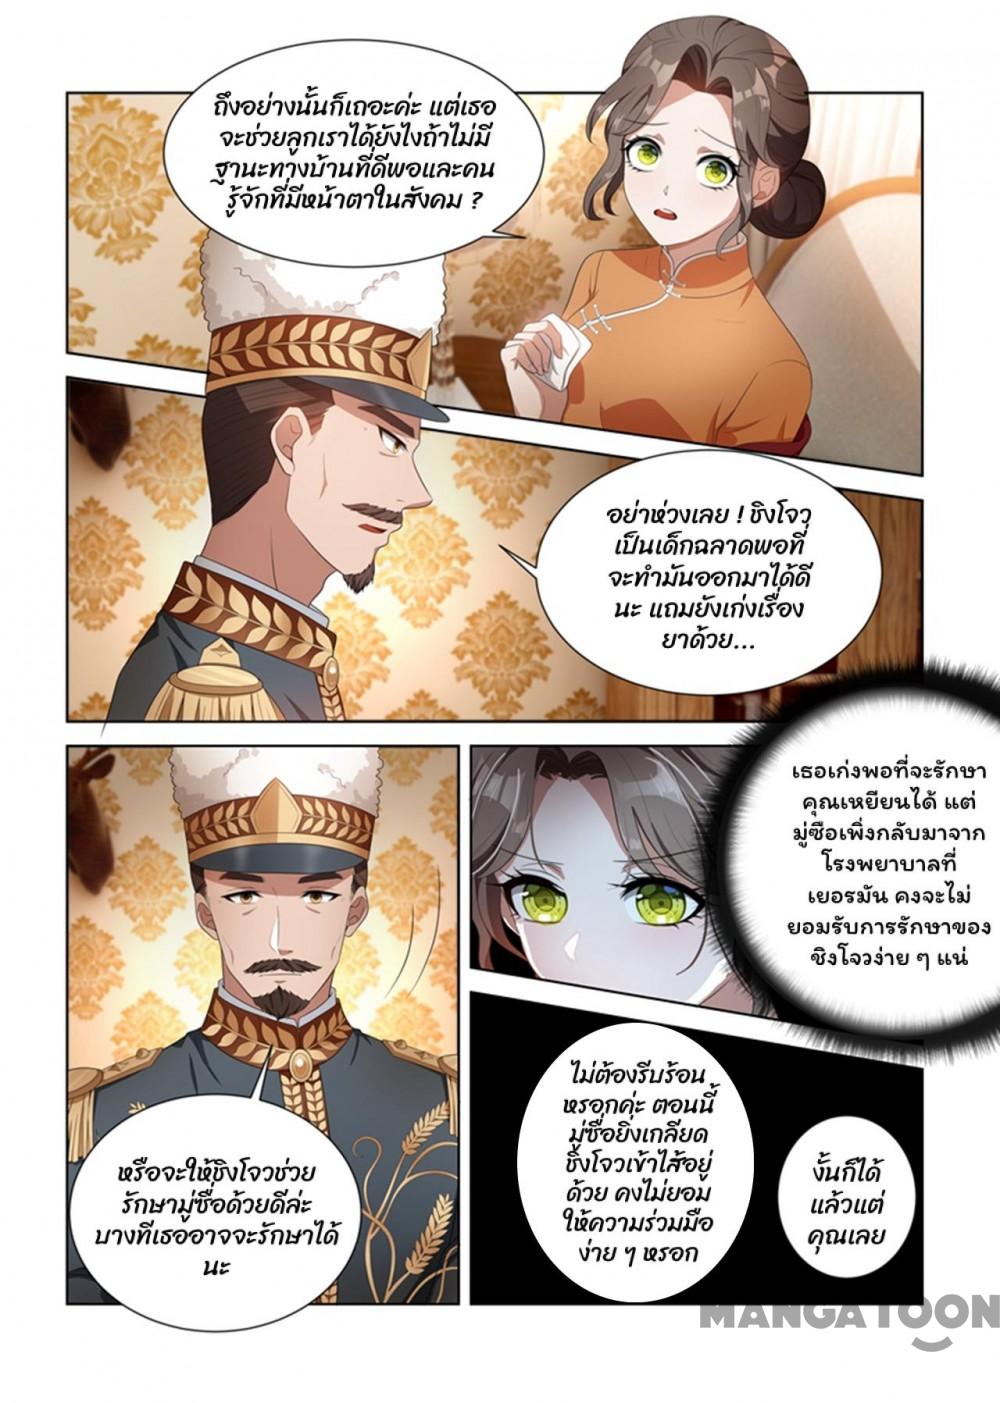 ถึงอย่างนั้นก็เถอะค่ะ แต่เธอ
จะช่วยลูกเราได้ยังไงถ้าไม่มี
ฐานะทางบ้านที่ดีพอและคน
รู้จักที่มีหน้าตาในสังคม ?
อย่าห่วงเลย ! ชิงโจว
เป็นเด็กฉลาดพอที่
จะทำมันออกมาได้ดี
นะ แถมยังเก่งเรื่อง
ยาด้วย...
เธอเก่งพอที่จะรักษา
คุณเหยียนได้ แต่
มู่ซือเพิ่งกลับมาจาก
โรงพยาบาลที่
เยอรมัน คงจะไม่
ยอมรับการรักษาของ
ชิงโจวง่าย ๆ แน่
หรือจะให้ชิงโจวช่วย
รักษามู่ซื่อด้วยดีล่ะ
บางทีเธออาจจะรักษาได้
นะ
ไม่ต้องรีบร้อน
หรอกค่ะ ตอนนี้
มู่ซื่อยิ่งเกลียด
ชิงโจวเข้าไส้อยู่
ด้วย คงไม่ยอม
ให้ความร่วมมือ
ง่าย ๆ หรอก
งั้นก็ได้
แล้วแต่
คุณเลย
MANGATOON